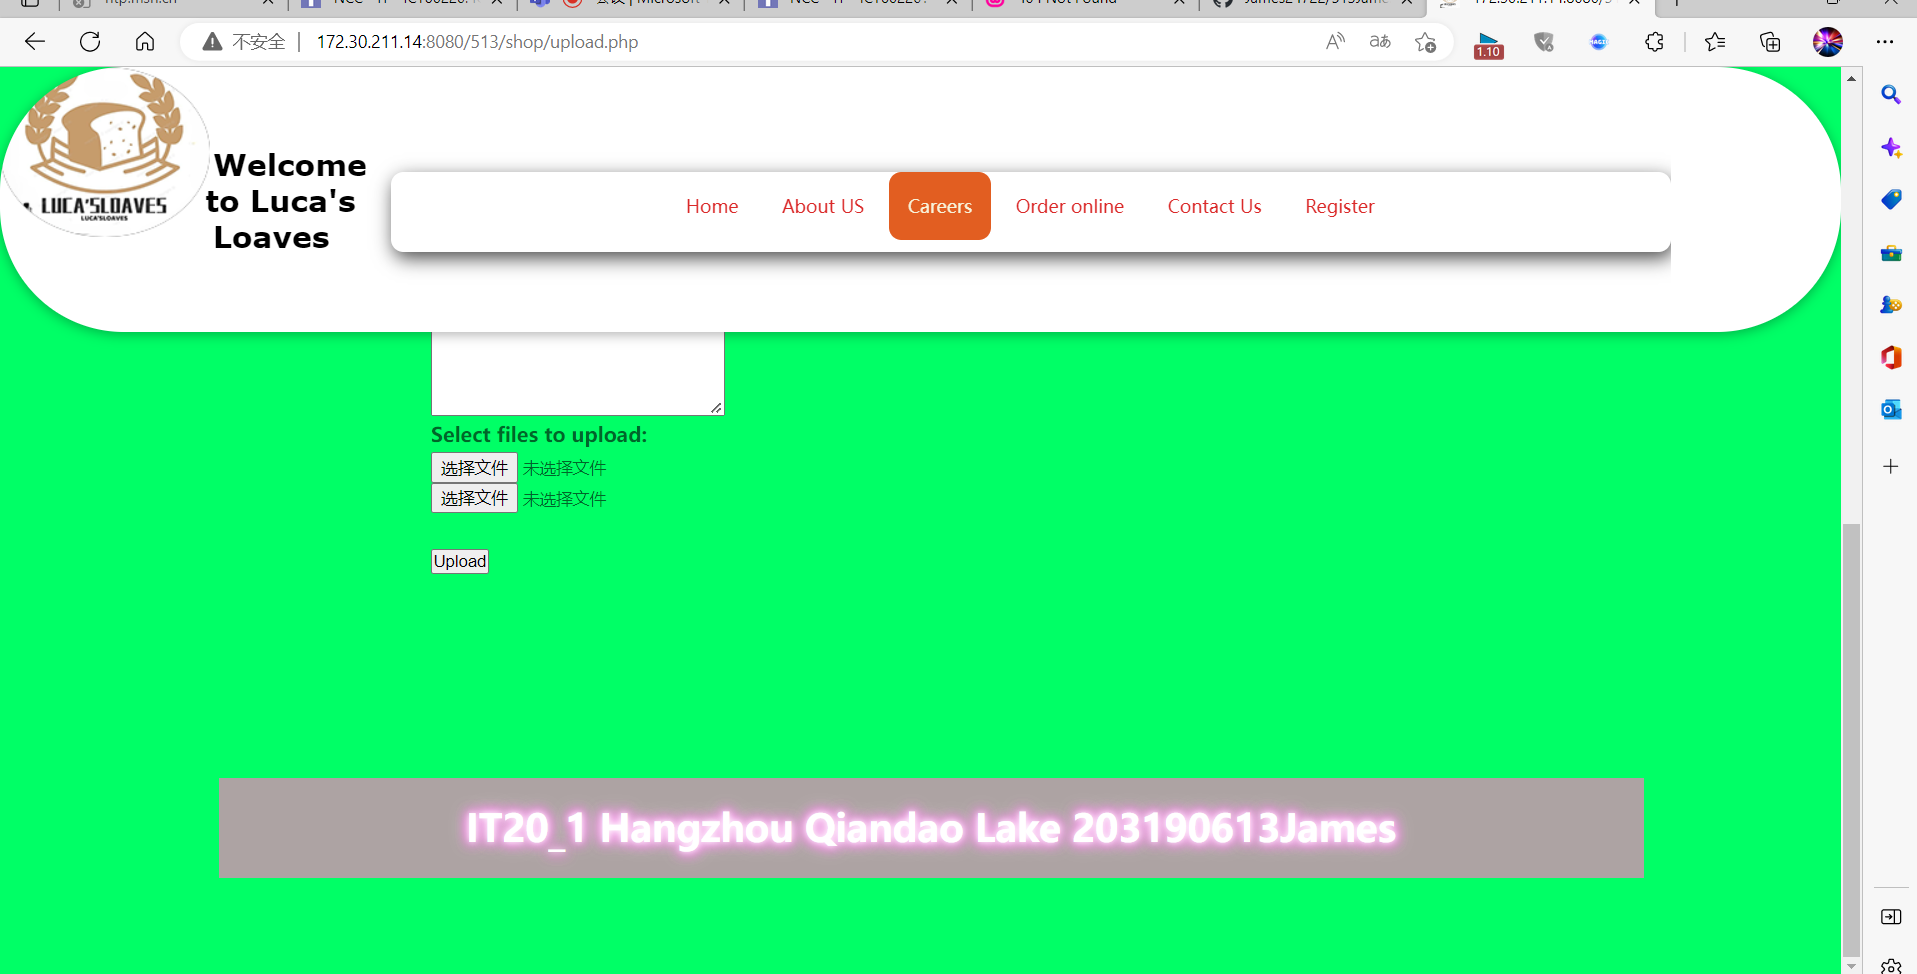 不安全 | 172.30.211.14:8080/513/shop/upload.php
aあ
1.10
LUCA'SLOAVES
LUCA'SLOAVES
Welcome
to Luca's
Loaves
Home About US Careers Order online Contact Us Register
Select files to upload:
选择文件 未选择文件
选择文件 未选择文件
Upload
IT20_1 Hangzhou Qiandao Lake 203190613James